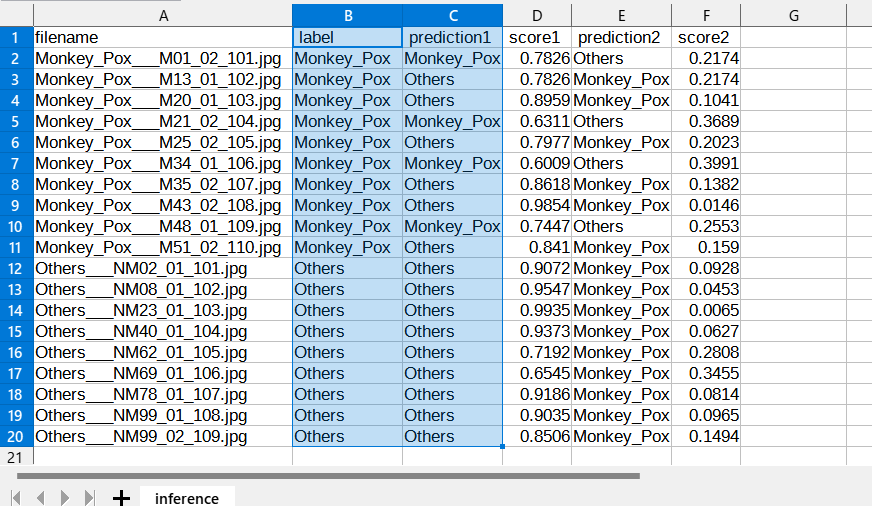 A B C D E F G
1 filename label prediction1 score1 prediction2 score2
2 Monkey_Pox___M01_02_101.jpg Monkey_Pox Monkey_Pox 0.7826 Others 0.2174
3 Monkey_Pox___M13_01_102.jpg Monkey_Pox Others 0.7826 Monkey_Pox 0.2174
4 Monkey_Pox___M20_01_103.jpg Monkey_Pox Others 0.8959 Monkey_Pox 0.1041
5 Monkey_Pox___M21_02_104.jpg Monkey_Pox Monkey_Pox 0.6311 Others 0.3689
6 Monkey_Pox___M25_02_105.jpg Monkey_Pox Others 0.7977 Monkey_Pox 0.2023
7 Monkey_Pox___M34_01_106.jpg Monkey_Pox Monkey_Pox 0.6009 Others 0.3991
8 Monkey_Pox___M35_02_107.jpg Monkey_Pox Others 0.8618 Monkey_Pox 0.1382
9 Monkey_Pox___M43_02_108.jpg Monkey_Pox Others 0.9854 Monkey_Pox 0.0146
10 Monkey_Pox___M48_01_109.jpg Monkey_Pox Monkey_Pox 0.7447 Others 0.2553
11 Monkey_Pox___M51_02_110.jpg Monkey_Pox Others 0.841 Monkey_Pox 0.159
12 Others___NM02_01_101.jpg Others Others 0.9072 Monkey_Pox 0.0928
13 Others___NM08_01_102.jpg Others Others 0.9547 Monkey_Pox 0.0453
14 Others___NM23_01_103.jpg Others Others 0.9935 Monkey_Pox 0.0065
15 Others___NM40_01_104.jpg Others Others 0.9373 Monkey_Pox 0.0627
16 Others___NM62_01_105.jpg Others Others 0.7192 Monkey_Pox 0.2808
17 Others___NM69_01_106.jpg Others Others 0.6545 Monkey_Pox 0.3455
18 Others___NM78_01_107.jpg Others Others 0.9186 Monkey_Pox 0.0814
19 Others___NM99_01_108.jpg Others Others 0.9035 Monkey_Pox 0.0965
20 Others___NM99_02_109.jpg Others Others 0.8506 Monkey_Pox 0.1494
21
inference